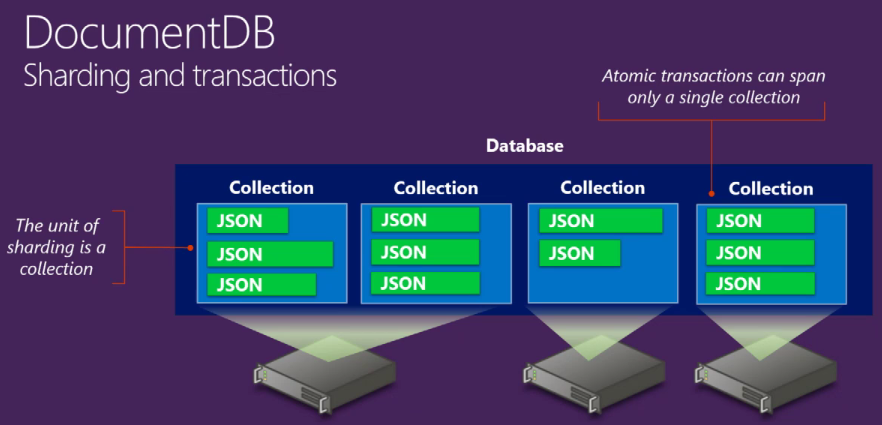 DocumentDB
Sharding and transactions
Atomic transactions can span
only a single collection
Database
Collection
Collection
Collection
Collection
The unit of
sharding is a
collection
JSON
JSON
JSON
JSON
JSON
JSON
JSON
JSON
JSON
JSON
JSON